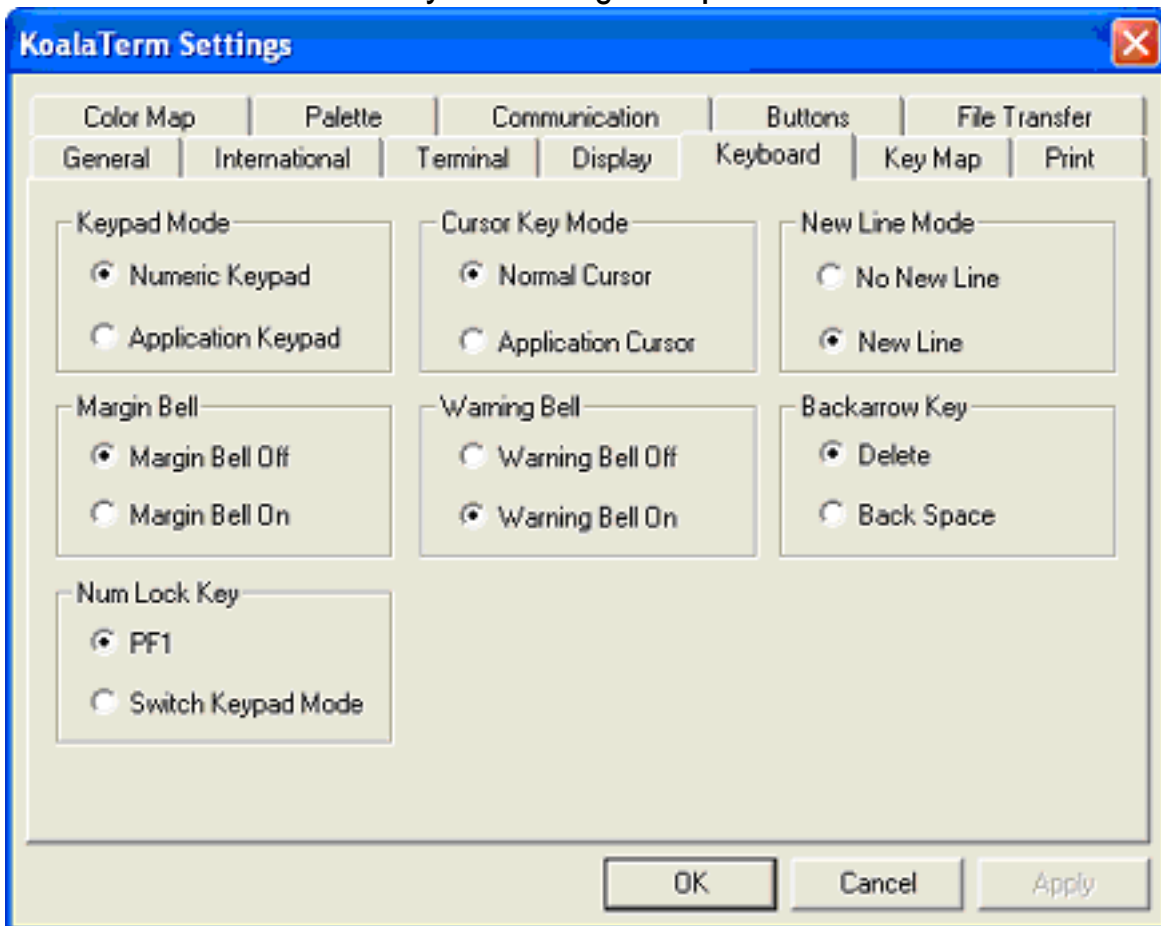 KoalaTerm Settings
Color Map Palette Communication Buttons File Transfer
General International Terminal Display Keyboard Key Map Print
Keypad Mode
Numeric Keypad
Application Keypad
Cursor Key Mode
Normal Cursor
Application Cursor
New Line Mode
No New Line
New Line
Margin Bell
Margin Bell Off
Margin Bell On
Warning Bell
Warning Bell Off
Warning Bell On
Backarrow Key
Delete
Back Space
Num Lock Key
PF1
Switch Keypad Mode
OK Cancel Apply